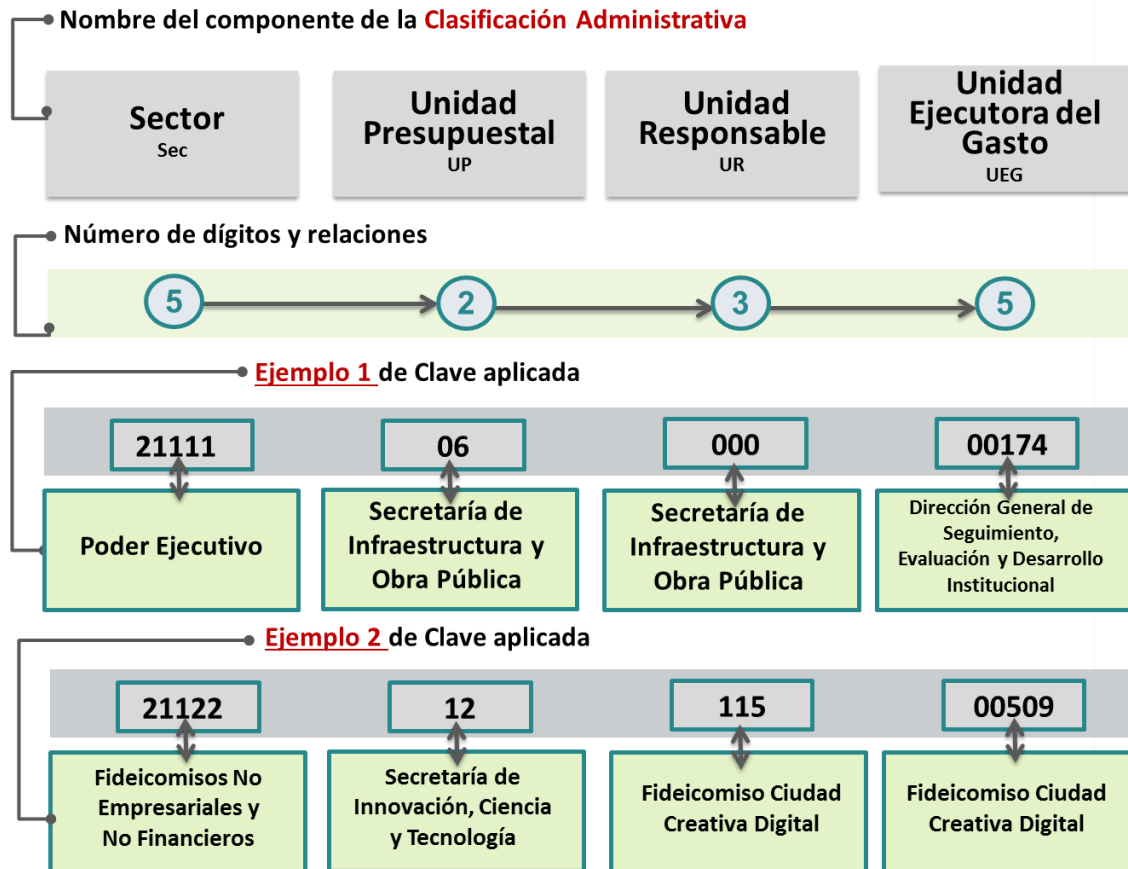 Nombre del componente de la Clasificación Administrativa
Sector
Sec
Unidad
Presupuestal
UP
Unidad
Responsable
UR
Unidad
Ejecutora del
Gasto
UEG
Número de dígitos y relaciones
5
2
3
5
Ejemplo 1 de Clave aplicada
21111
06
000
00174
Poder Ejecutivo
Secretaría de
Infraestructura y
Obra Pública
Secretaría de
Infraestructura y
Obra Pública
Dirección General de
Seguimiento,
Evaluación y Desarrollo
Institucional
Ejemplo 2 de Clave aplicada
21122
12
115
00509
Fideicomisos No
Empresariales y
No Financieros
Secretaría de
Innovación, Ciencia
y Tecnología
Fideicomiso Ciudad
Creativa Digital
Fideicomiso Ciudad
Creativa Digital